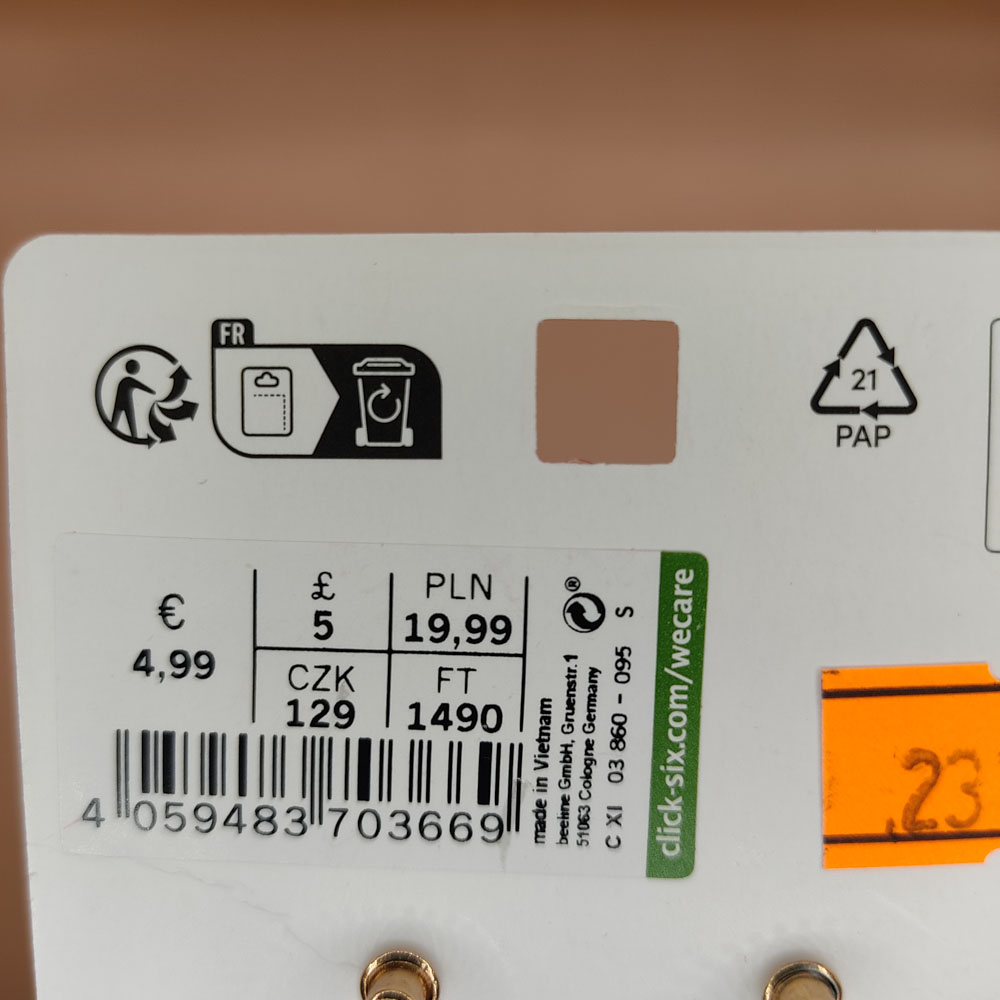 FR
21
PAP
€
4,99
£
5
PLN
19,99
CZK
129
FT
1490
4 059483 703669
made in Vietnam
beeline GmbH, Gruenstr.1
51063 Cologne Germany
C XI 03 860 - 095 S
®
click-six.com/wecare
.23